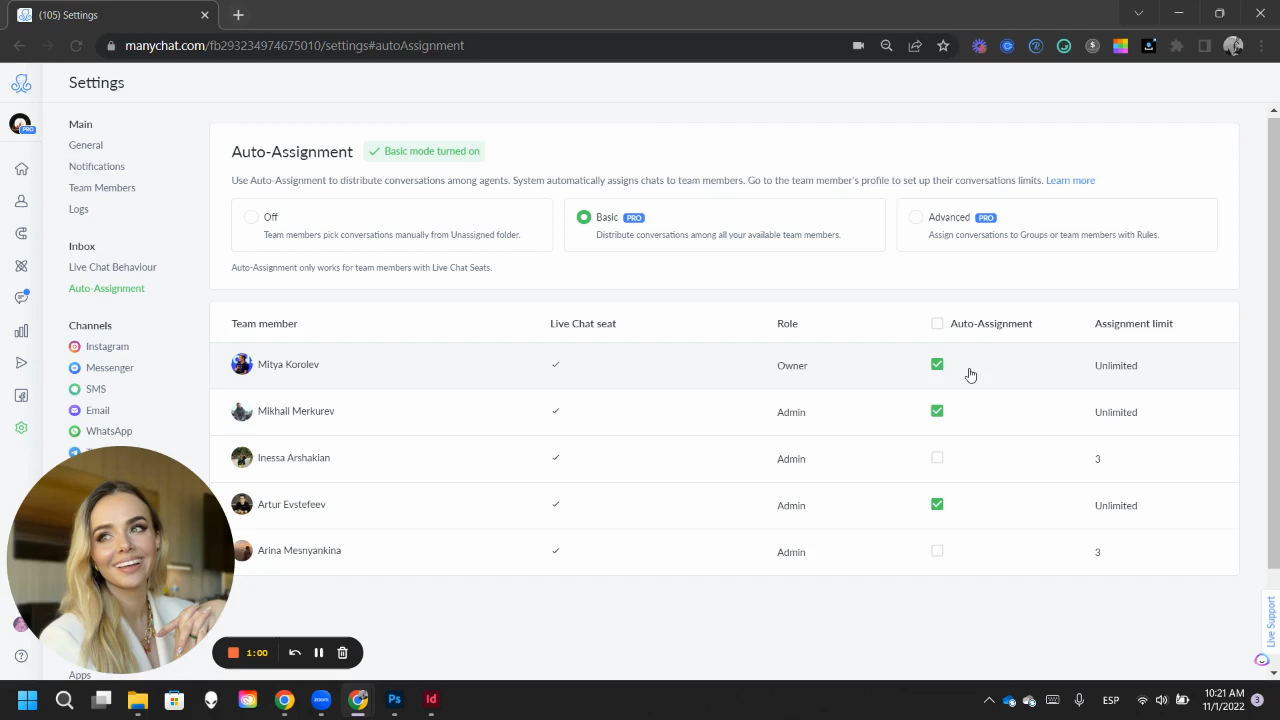 (105) Settings
manychat.com/fb293234974675010/settings#autoAssignment
Settings
PRO
Main
General
Notifications
Team Members
Logs
Inbox
Live Chat Behaviour
Auto-Assignment
Channels
Instagram
Messenger
SMS
Email
WhatsApp
Apps
Auto-Assignment
Basic mode turned on
Use Auto-Assignment to distribute conversations among agents. System automatically assigns chats to team members. Go to the team member's profile to set up their conversations limits. Learn more
Off
Team members pick conversations manually from Unassigned folder.
Basic PRO
Distribute conversations among all your available team members.
Advanced PRO
Assign conversations to Groups or team members with Rules.
Auto-Assignment only works for team members with Live Chat Seats.
Team member Live Chat seat Role Auto-Assignment Assignment limit
Mitya Korolev Owner Unlimited
Mikhail Merkurev Admin Unlimited
Inessa Arshakian Admin 3
Artur Evstefeev Admin Unlimited
Arina Mesnyankina Admin 3
Live Support
1:00
zoom
Ps
Id
ESP
10:21 AM
11/1/2022
3